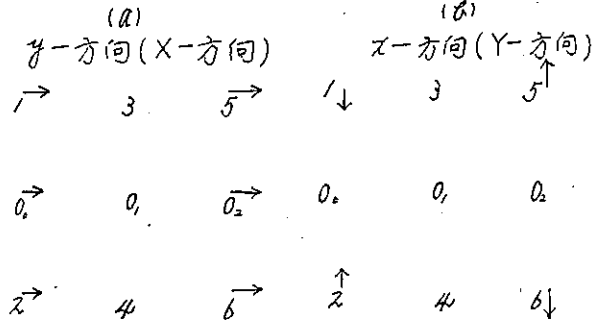 (a) (b)
y-方向(X-方向) x-方向(Y-方向)
1→ 3 5→ 1↓ 3 5↑
0₀→ 0₁ 0₂→ 0₀ 0₁ 0₂
2→ 4 6→ 2↑ 4 6↓